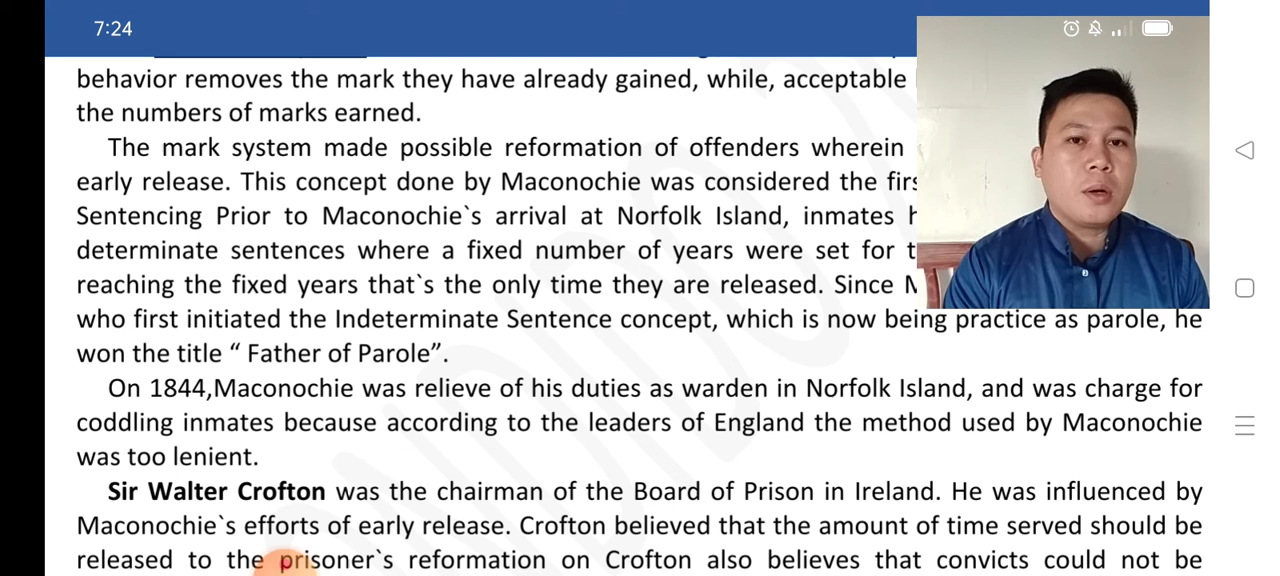 7:24
behavior removes the mark they have already gained, while, acceptable
the numbers of marks earned.
The mark system made possible reformation of offenders wherein
early release. This concept done by Maconochie was considered the
Sentencing Prior to Maconochie`s arrival at Norfolk Island, inmates
determinate sentences where a fixed number of years were set for
reaching the fixed years that`s the only time they are released. Since
who first initiated the Indeterminate Sentence concept, which is now being practice as parole, he
won the title “ Father of Parole”.
On 1844,Maconochie was relieve of his duties as warden in Norfolk Island, and was charge for
coddling inmates because according to the leaders of England the method used by Maconochie
was too lenient.
Sir Walter Crofton was the chairman of the Board of Prison in Ireland. He was influenced by
Maconochie`s efforts of early release. Crofton believed that the amount of time served should be
released to the prisoner`s reformation on Crofton also believes that convicts could not be